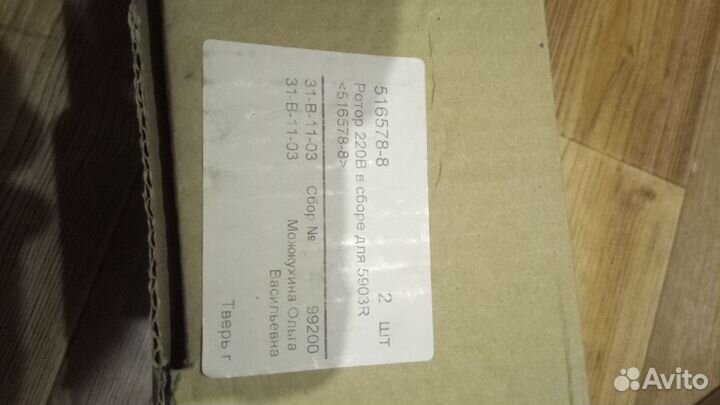 516578-8 2 шт
Ротор 220В в сборе для 5903R
<516578-8>
31-В-11-03 Сбор № 99200
31-В-11-03 Можжухина Ольга
Васильевна
Тверь г
Avito